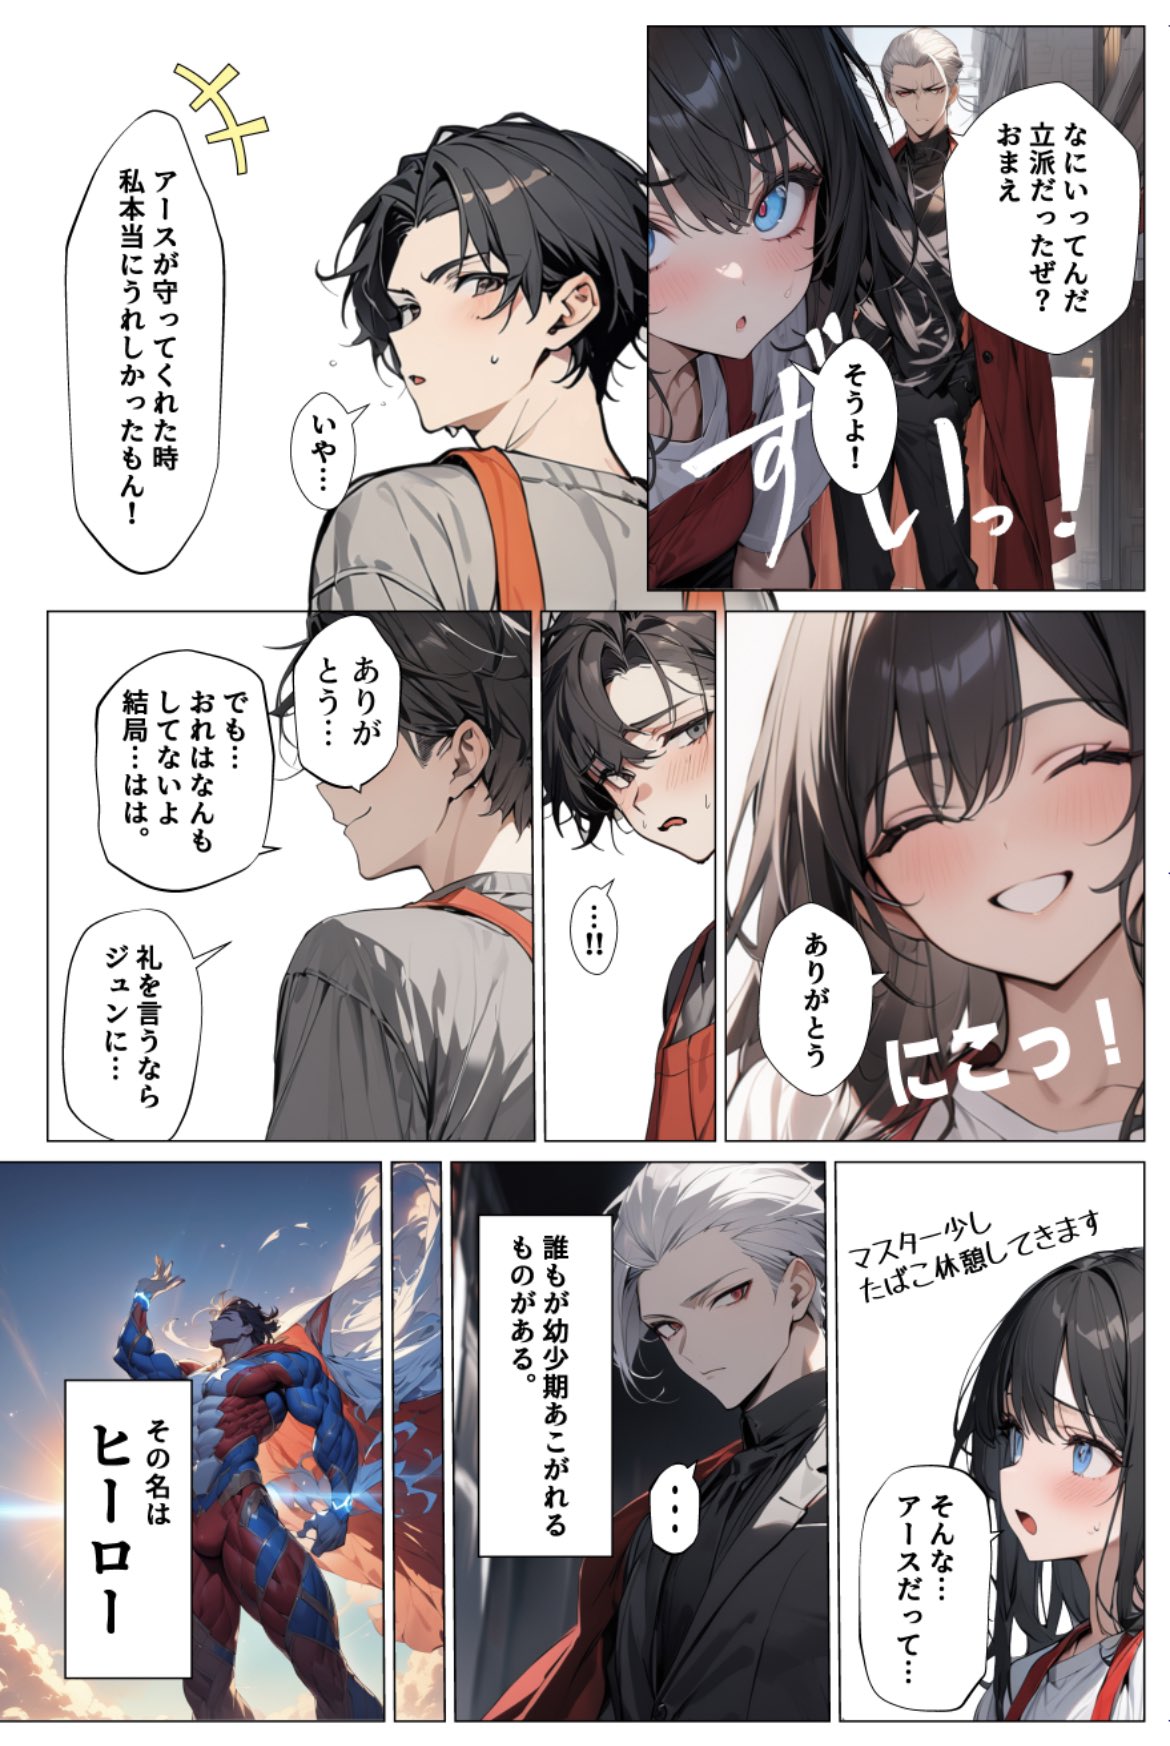 なにいってんだ
立派だったぜ？
おまえ
そうよ！
ずいっ！
いや…
アースが守ってくれた時
私本当にうれしかったもん！
ありがとう
にこっ！
…!!
ありが
とう…
でも…
おれはなんも
してないよ
結局…はは。
礼を言うなら
ジュンに…
マスター少し
たばこ休憩してきます
そんな…
アースだって…
…
誰もが幼少期あこがれる
ものがある。
その名は
ヒーロー